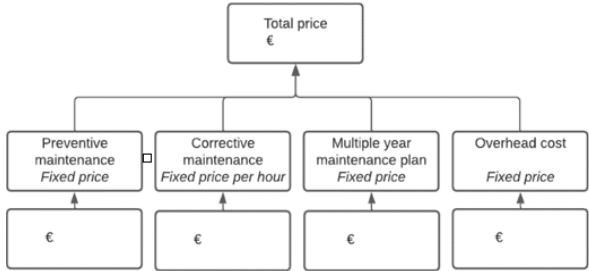 Total price
€
Preventive
maintenance
Fixed price
Corrective
maintenance
Fixed price per hour
Multiple year
maintenance plan
Fixed price
Overhead cost
Fixed price
€
€
€
€